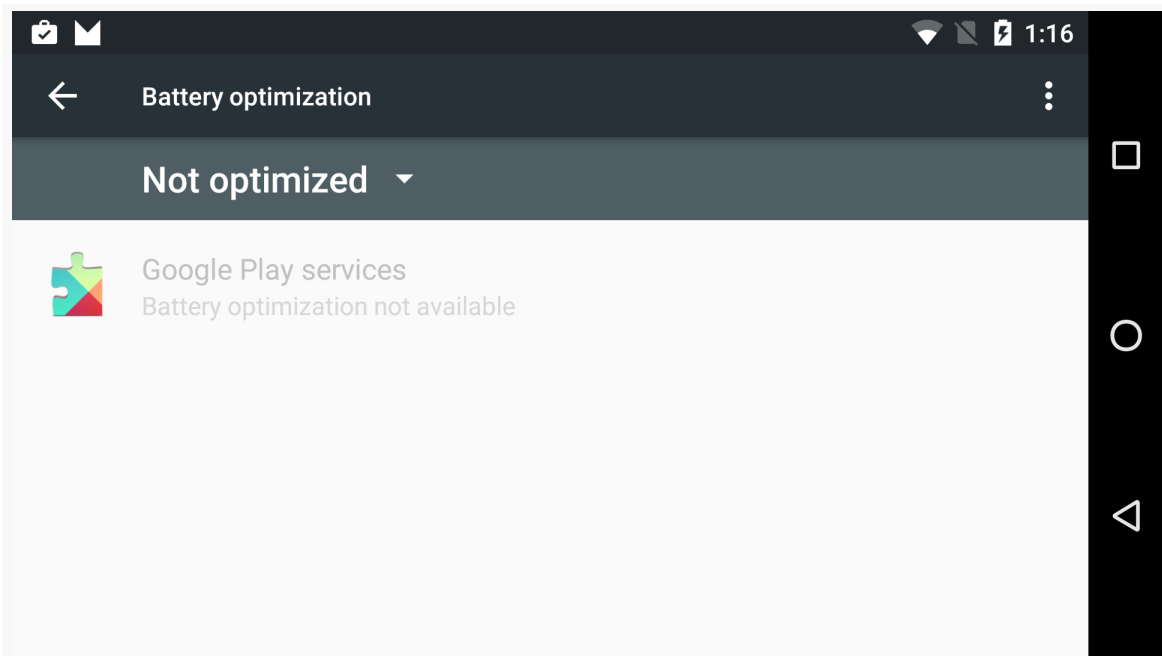 1:16
Battery optimization
Not optimized
Google Play services
Battery optimization not available